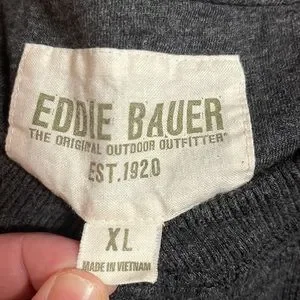 EDDIE BAUER
THE ORIGINAL OUTDOOR OUTFITTER®
EST.1920
XL
MADE IN VIETNAM